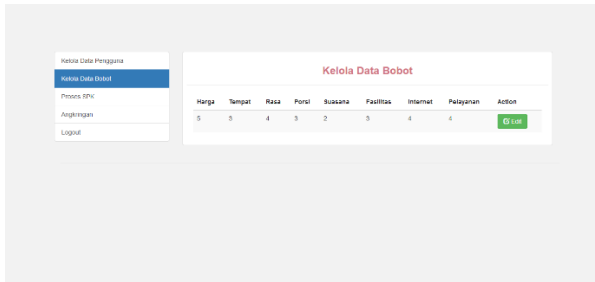 Kelola Data Pengguna
Kelola Data Bobot
Proses SPK
Angkringan
Logout
Kelola Data Bobot
Harga Tempat Rasa Porsi Suasana Fasilitas Internet Pelayanan Action
5 5 4 3 2 3 4 4 Edit